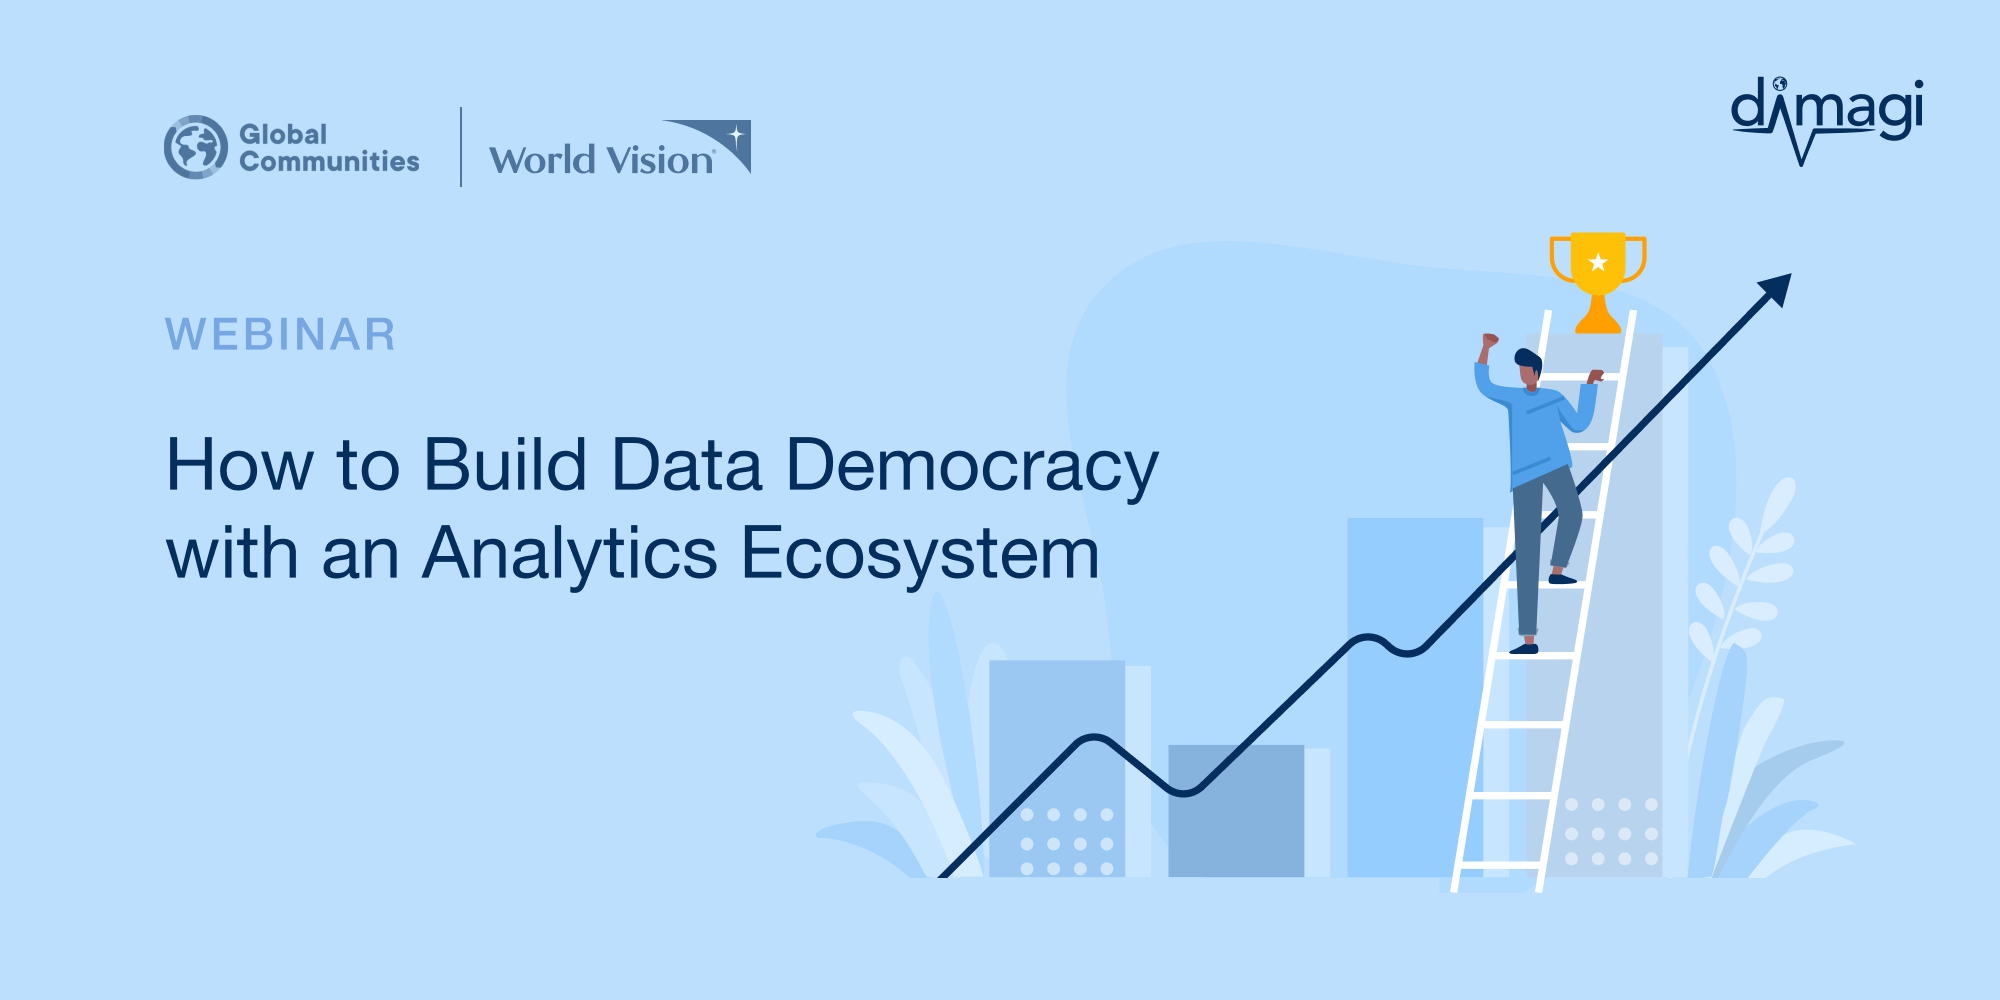 Global
Communities
World Vision®
dimagi
WEBINAR
How to Build Data Democracy
with an Analytics Ecosystem